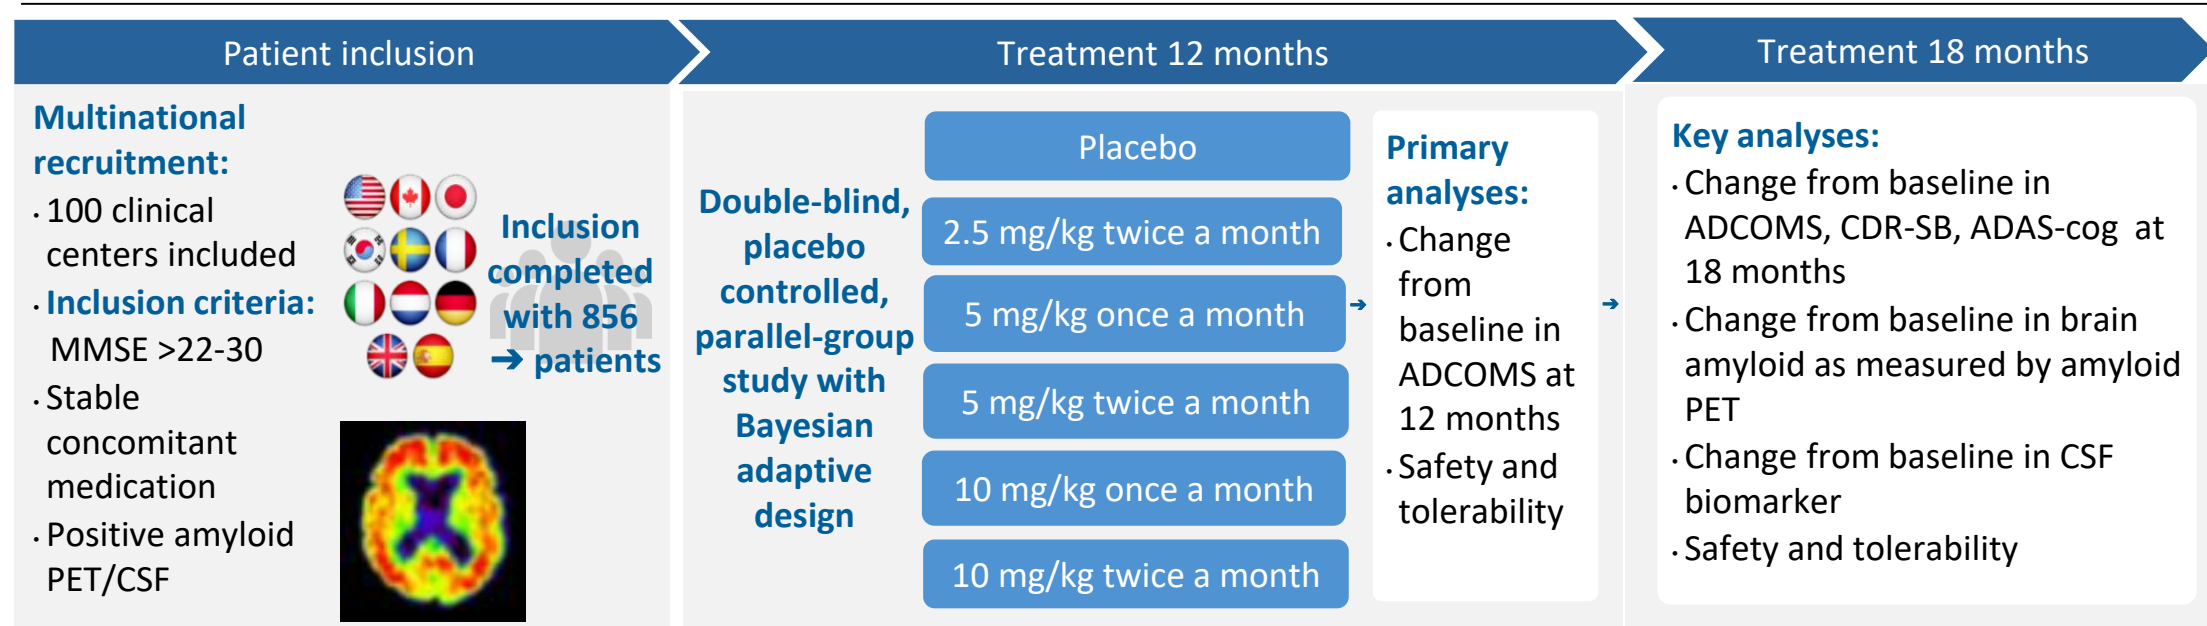 Patient inclusion
Multinational
recruitment:
· 100 clinical
centers included
· Inclusion criteria:
MMSE >22-30
· Stable
concomitant
medication
· Positive amyloid
PET/CSF
Inclusion
completed
with 856
➔ patients
Treatment 12 months
Double-blind,
placebo
controlled,
parallel-group
study with
Bayesian
adaptive
design
Placebo
2.5 mg/kg twice a month
5 mg/kg once a month
5 mg/kg twice a month
10 mg/kg once a month
10 mg/kg twice a month
➔
Primary
analyses:
· Change
from
baseline in
ADCOMS at
12 months
· Safety and
tolerability
➔
Treatment 18 months
Key analyses:
· Change from baseline in
ADCOMS, CDR-SB, ADAS-cog at
18 months
· Change from baseline in brain
amyloid as measured by amyloid
PET
· Change from baseline in CSF
biomarker
· Safety and tolerability